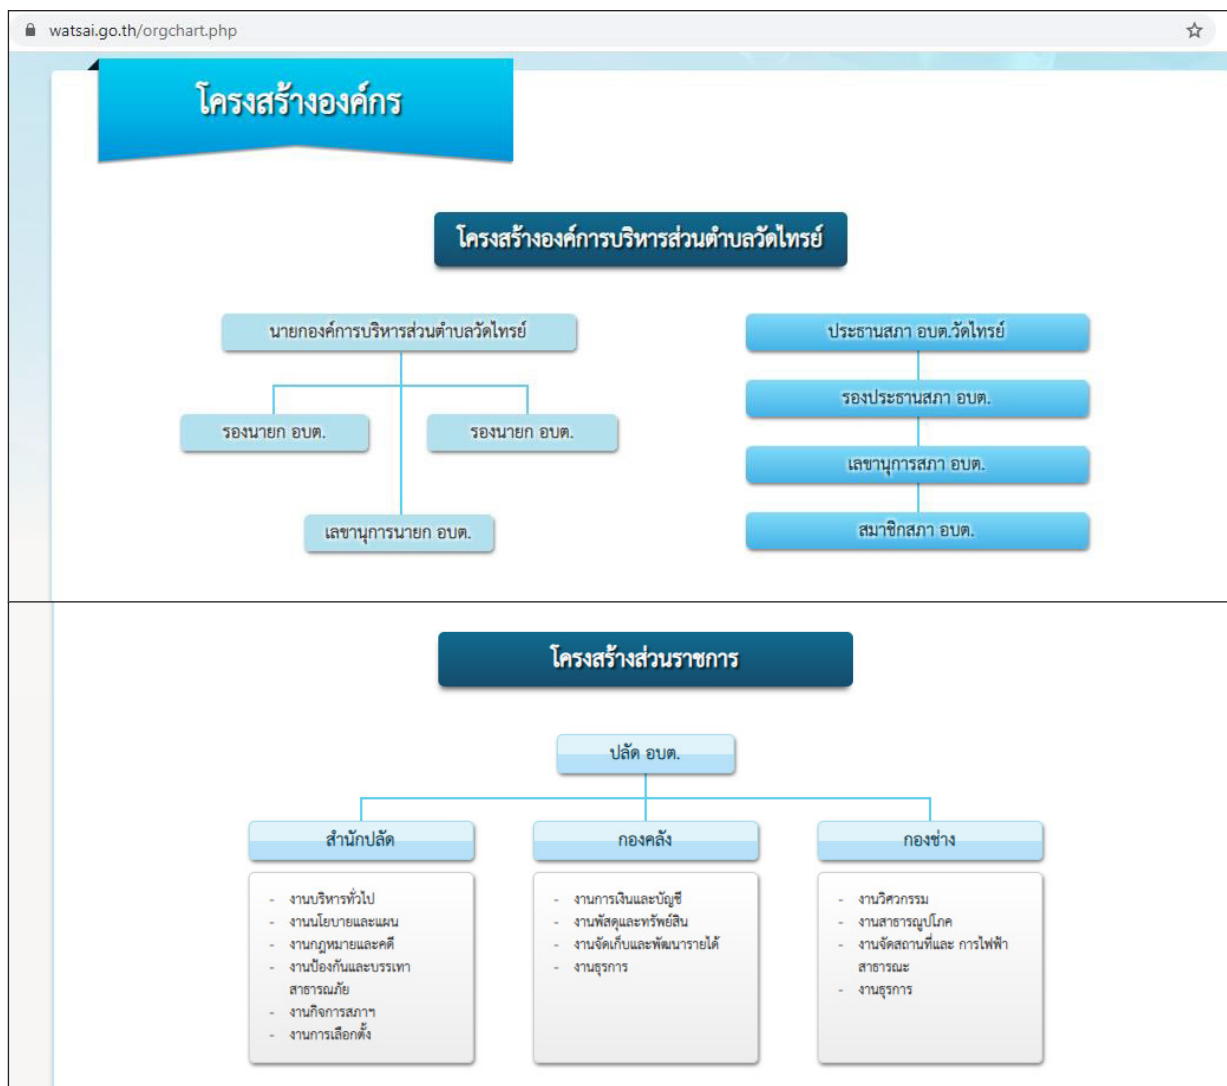 watsai.go.th/orgchart.php
โครงสร้างองค์กร
โครงสร้างองค์การบริหารส่วนตำบลวัดไทรย์
นายกองค์การบริหารส่วนตำบลวัดไทรย์
รองนายก อบต.
รองนายก อบต.
เลขานุการนายก อบต.
ประธานสภา อบต.วัดไทรย์
รองประธานสภา อบต.
เลขานุการสภา อบต.
สมาชิกสภา อบต.
โครงสร้างส่วนราชการ
ปลัด อบต.
สำนักปลัด
- งานบริหารทั่วไป
- งานนโยบายและแผน
- งานกฎหมายและคดี
- งานป้องกันและบรรเทา
สาธารณภัย
- งานกิจการสภาฯ
- งานการเลือกตั้ง
กองคลัง
- งานการเงินและบัญชี
- งานพัสดุและทรัพย์สิน
- งานจัดเก็บและพัฒนารายได้
- งานธุรการ
กองช่าง
- งานวิศวกรรม
- งานสาธารณูปโภค
- งานจัดสถานที่และ การไฟฟ้า
สาธารณะ
- งานธุรการ